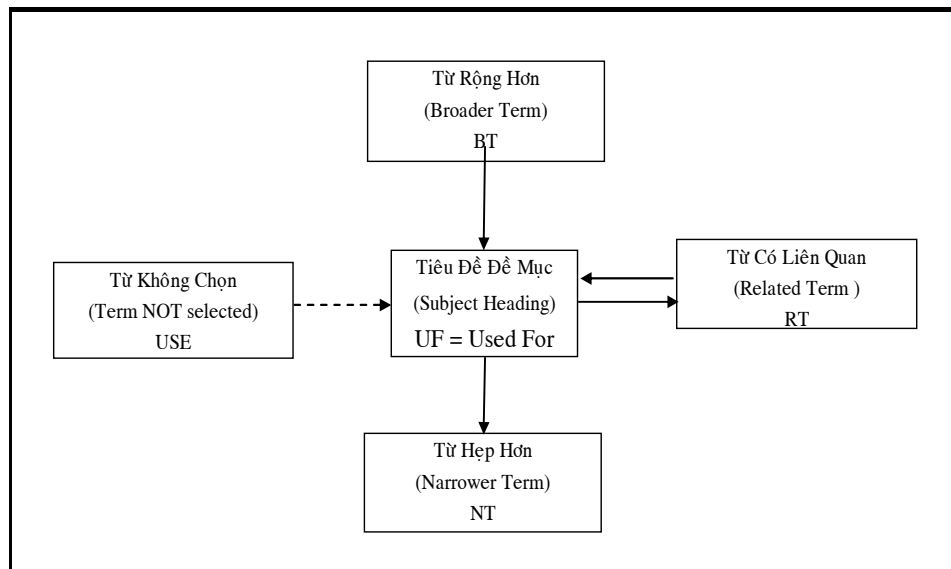 Từ Rộng Hơn
(Broader Term)
BT
Từ Không Chọn
(Term NOT selected)
USE
Tiêu Đề Đề Mục
(Subject Heading)
UF = Used For
Từ Có Liên Quan
(Related Term )
RT
Từ Hẹp Hơn
(Narrower Term)
NT